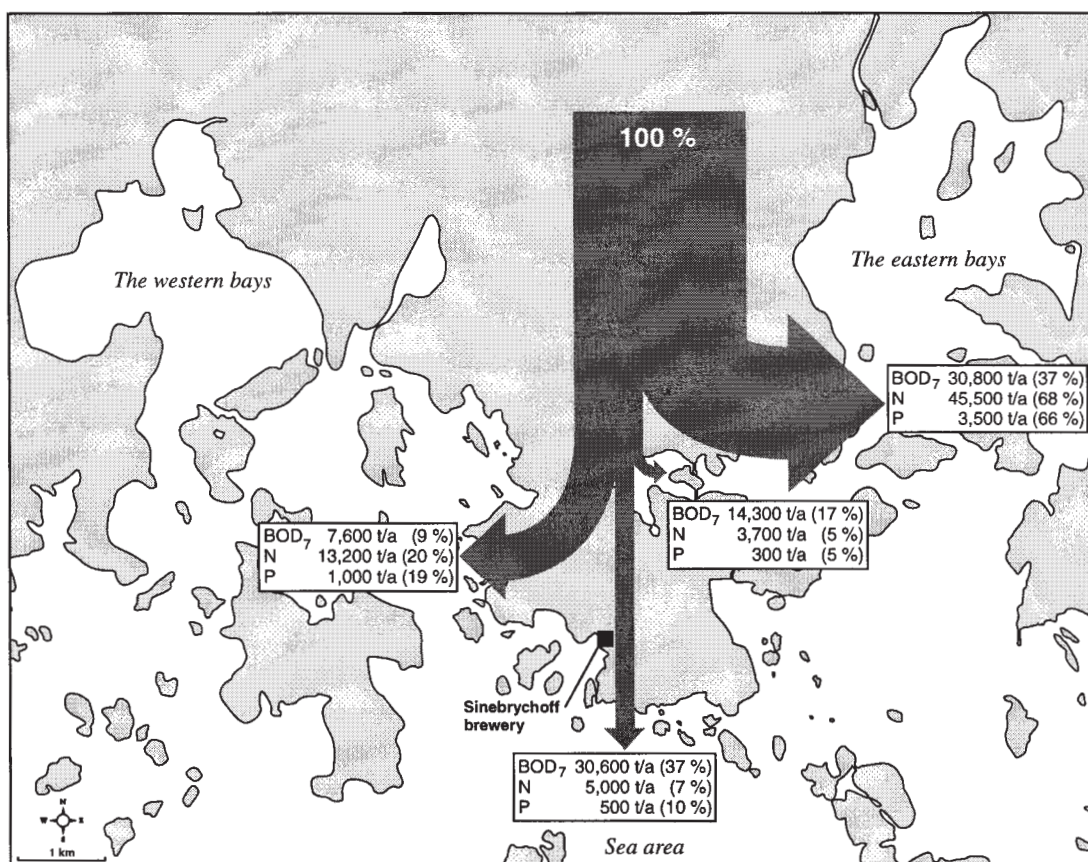 100 %
The western bays
The eastern bays
BOD7 30,800 t/a (37 %)
N 45,500 t/a (68 %)
P 3,500 t/a (66 %)
BOD7 14,300 t/a (17 %)
N 3,700 t/a (5 %)
P 300 t/a (5 %)
BOD7 7,600 t/a (9 %)
N 13,200 t/a (20 %)
P 1,000 t/a (19 %)
Sinebrychoff
brewery
BOD7 30,600 t/a (37 %)
N 5,000 t/a (7 %)
P 500 t/a (10 %)
N
W
S
1 km
Sea area